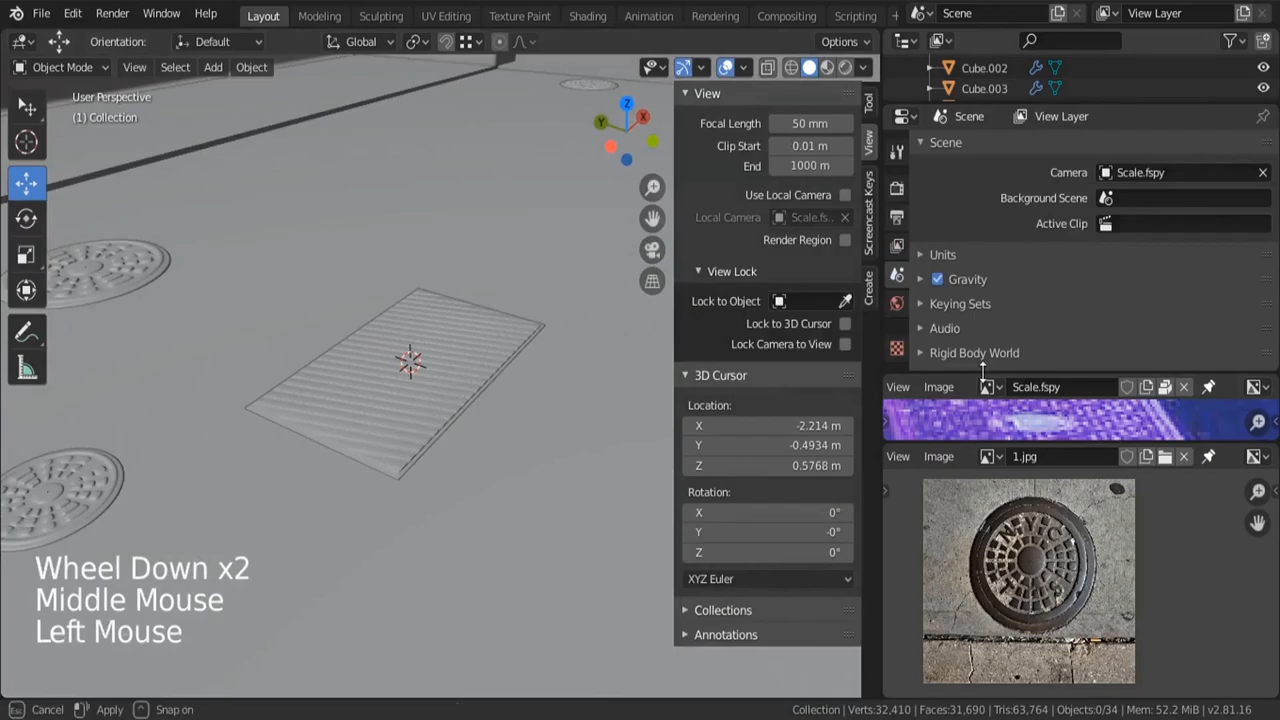 File Edit Render Window Help Layout Modeling Sculpting UV Editing Texture Paint Shading Animation Rendering Compositing Scripting + Scene View Layer
Orientation: Default Global Options
Object Mode View Select Add Object
User Perspective
(1) Collection
Z
Y
X
View
Focal Length 50 mm
Clip Start 0.01 m
End 1000 m
Use Local Camera
Local Camera Scale.fs..
Render Region
View Lock
Lock to Object
Lock to 3D Cursor
Lock Camera to View
3D Cursor
Location:
X -2.214 m
Y -0.4934 m
Z 0.5768 m
Rotation:
X 0°
Y -0°
Z 0°
XYZ Euler
Collections
Annotations
Tool
View
Screencast Keys
Create
Cube.002
Cube.003
Scene View Layer
Scene
Camera Scale.fspy
Background Scene
Active Clip
Units
Gravity
Keying Sets
Audio
Rigid Body World
View Image Scale.fspy
View Image 1.jpg
Wheel Down x2
Middle Mouse
Left Mouse
Esc Cancel Apply Snap on Collection | Verts:32,410 | Faces:31,690 | Tris:63,764 | Objects:0/34 | Mem: 52.2 MiB | v2.81.16